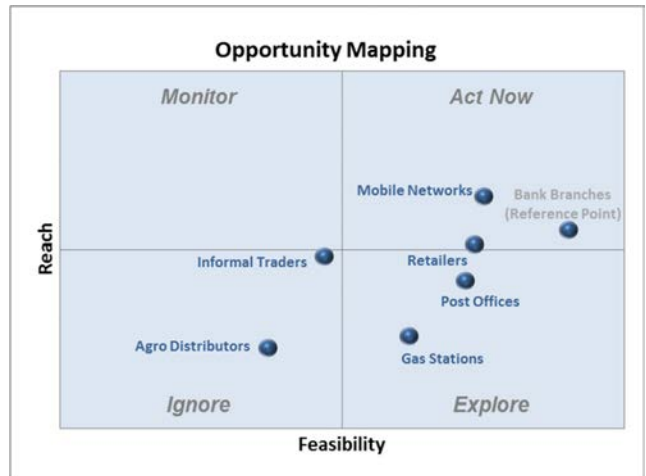 Opportunity Mapping
Monitor
Act Now
Mobile Networks
Bank Branches
(Reference Point)
Reach
Informal Traders
Retailers
Post Offices
Agro Distributors
Gas Stations
Ignore
Explore
Feasibility